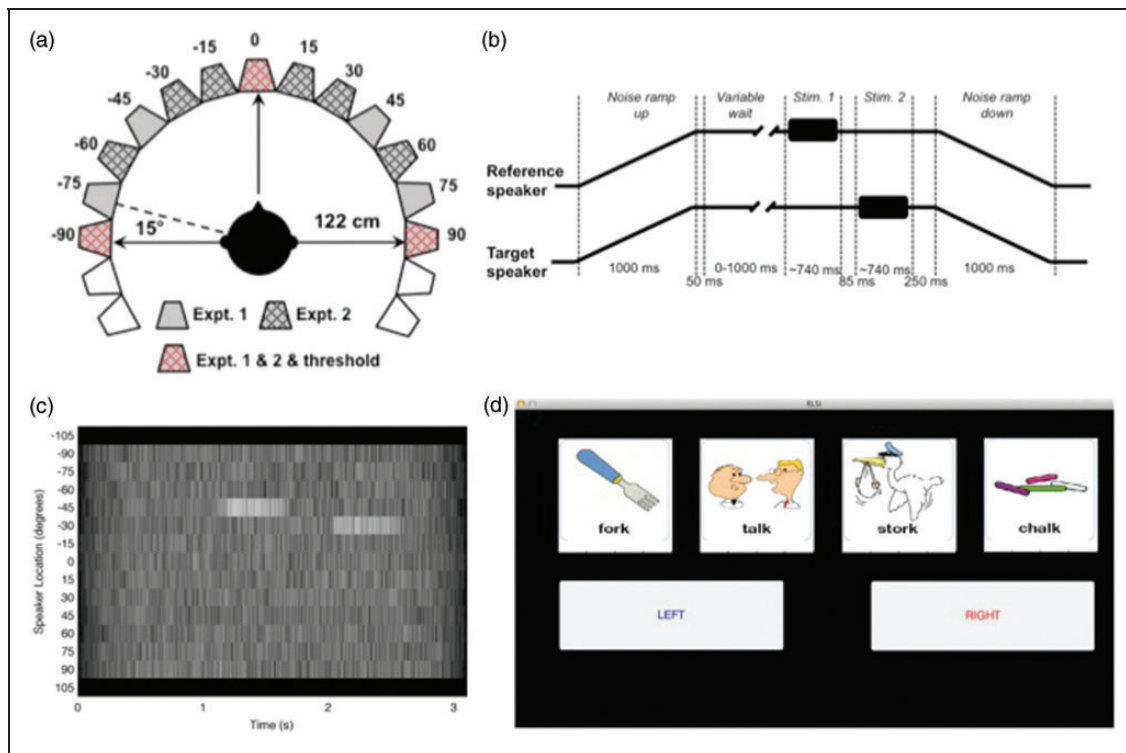 (a)
0
-15
15
-30
30
-45
45
-60
60
-75
75
-90
15°
122 cm
90
Expt. 1
Expt. 2
Expt. 1 & 2 & threshold
(b)
Noise ramp up
Variable wait
Stim. 1
Stim. 2
Noise ramp down
Reference speaker
Target speaker
1000 ms
50 ms
0-1000 ms
~740 ms
85 ms
~740 ms
250 ms
1000 ms
(c)
Speaker Location (degrees)
-105
-90
-75
-60
-45
-30
-15
0
15
30
45
60
75
90
105
0
1
2
3
Time (s)
(d)
fork
talk
stork
chalk
LEFT
RIGHT